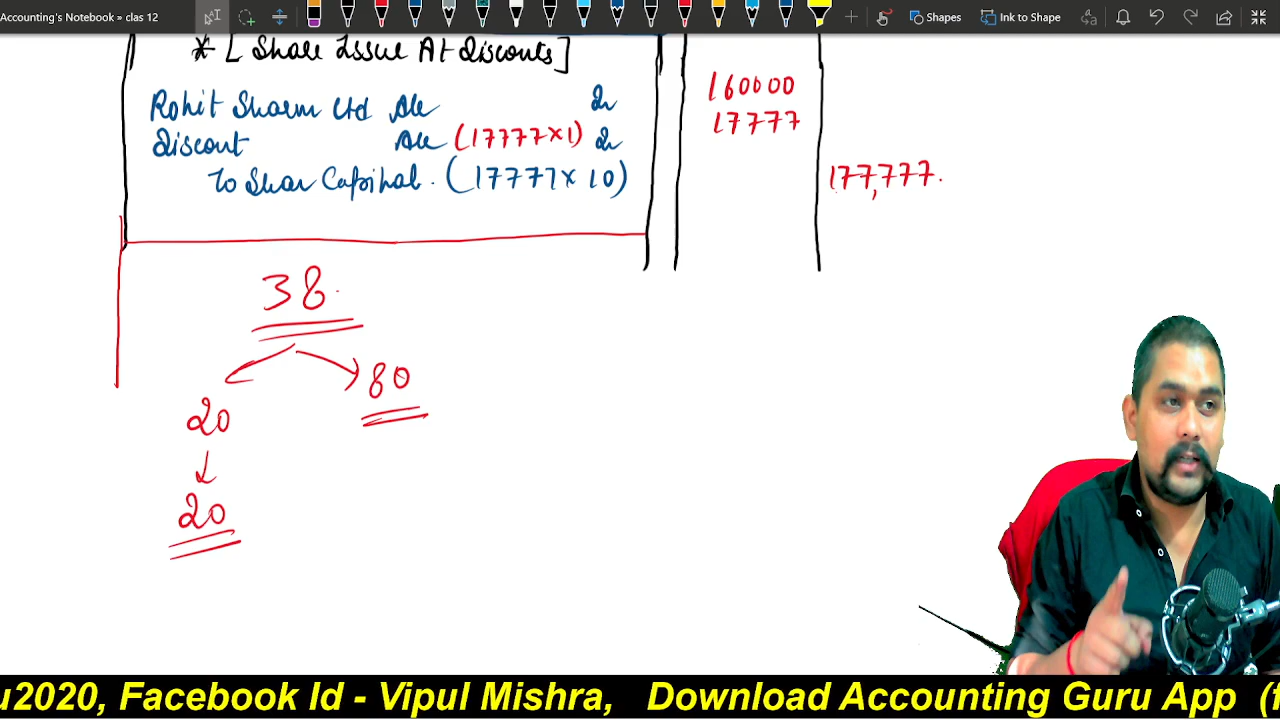 Accounting's Notebook » clas 12
Shapes
Ink to Shape
* [ Share Issue At Discounts]
Rohit Sharm Ltd A/c Dr 160000
Discount A/c (17777×1) Dr 17777
To Shar Capital. (17777×10) 177,777.
38.
20 80
20
u2020, Facebook Id - Vipul Mishra, Download Accounting Guru App (f